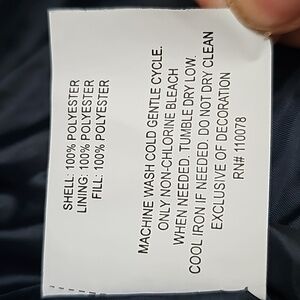 SHELL: 100% POLYESTER
LINING: 100% POLYESTER
FILL: 100% POLYESTER
MACHINE WASH COLD GENTLE CYCLE.
ONLY NON-CHLORINE BLEACH
WHEN NEEDED. TUMBLE DRY LOW.
COOL IRON IF NEEDED. DO NOT DRY CLEAN
EXCLUSIVE OF DECORATION
RN# 110078